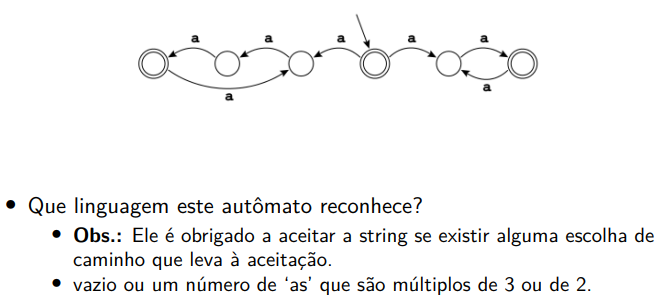 a a a a a
a a
• Que linguagem este autômato reconhece?
• Obs.: Ele é obrigado a aceitar a string se existir alguma escolha de
caminho que leva à aceitação.
• vazio ou um número de ‘as’ que são múltiplos de 3 ou de 2.